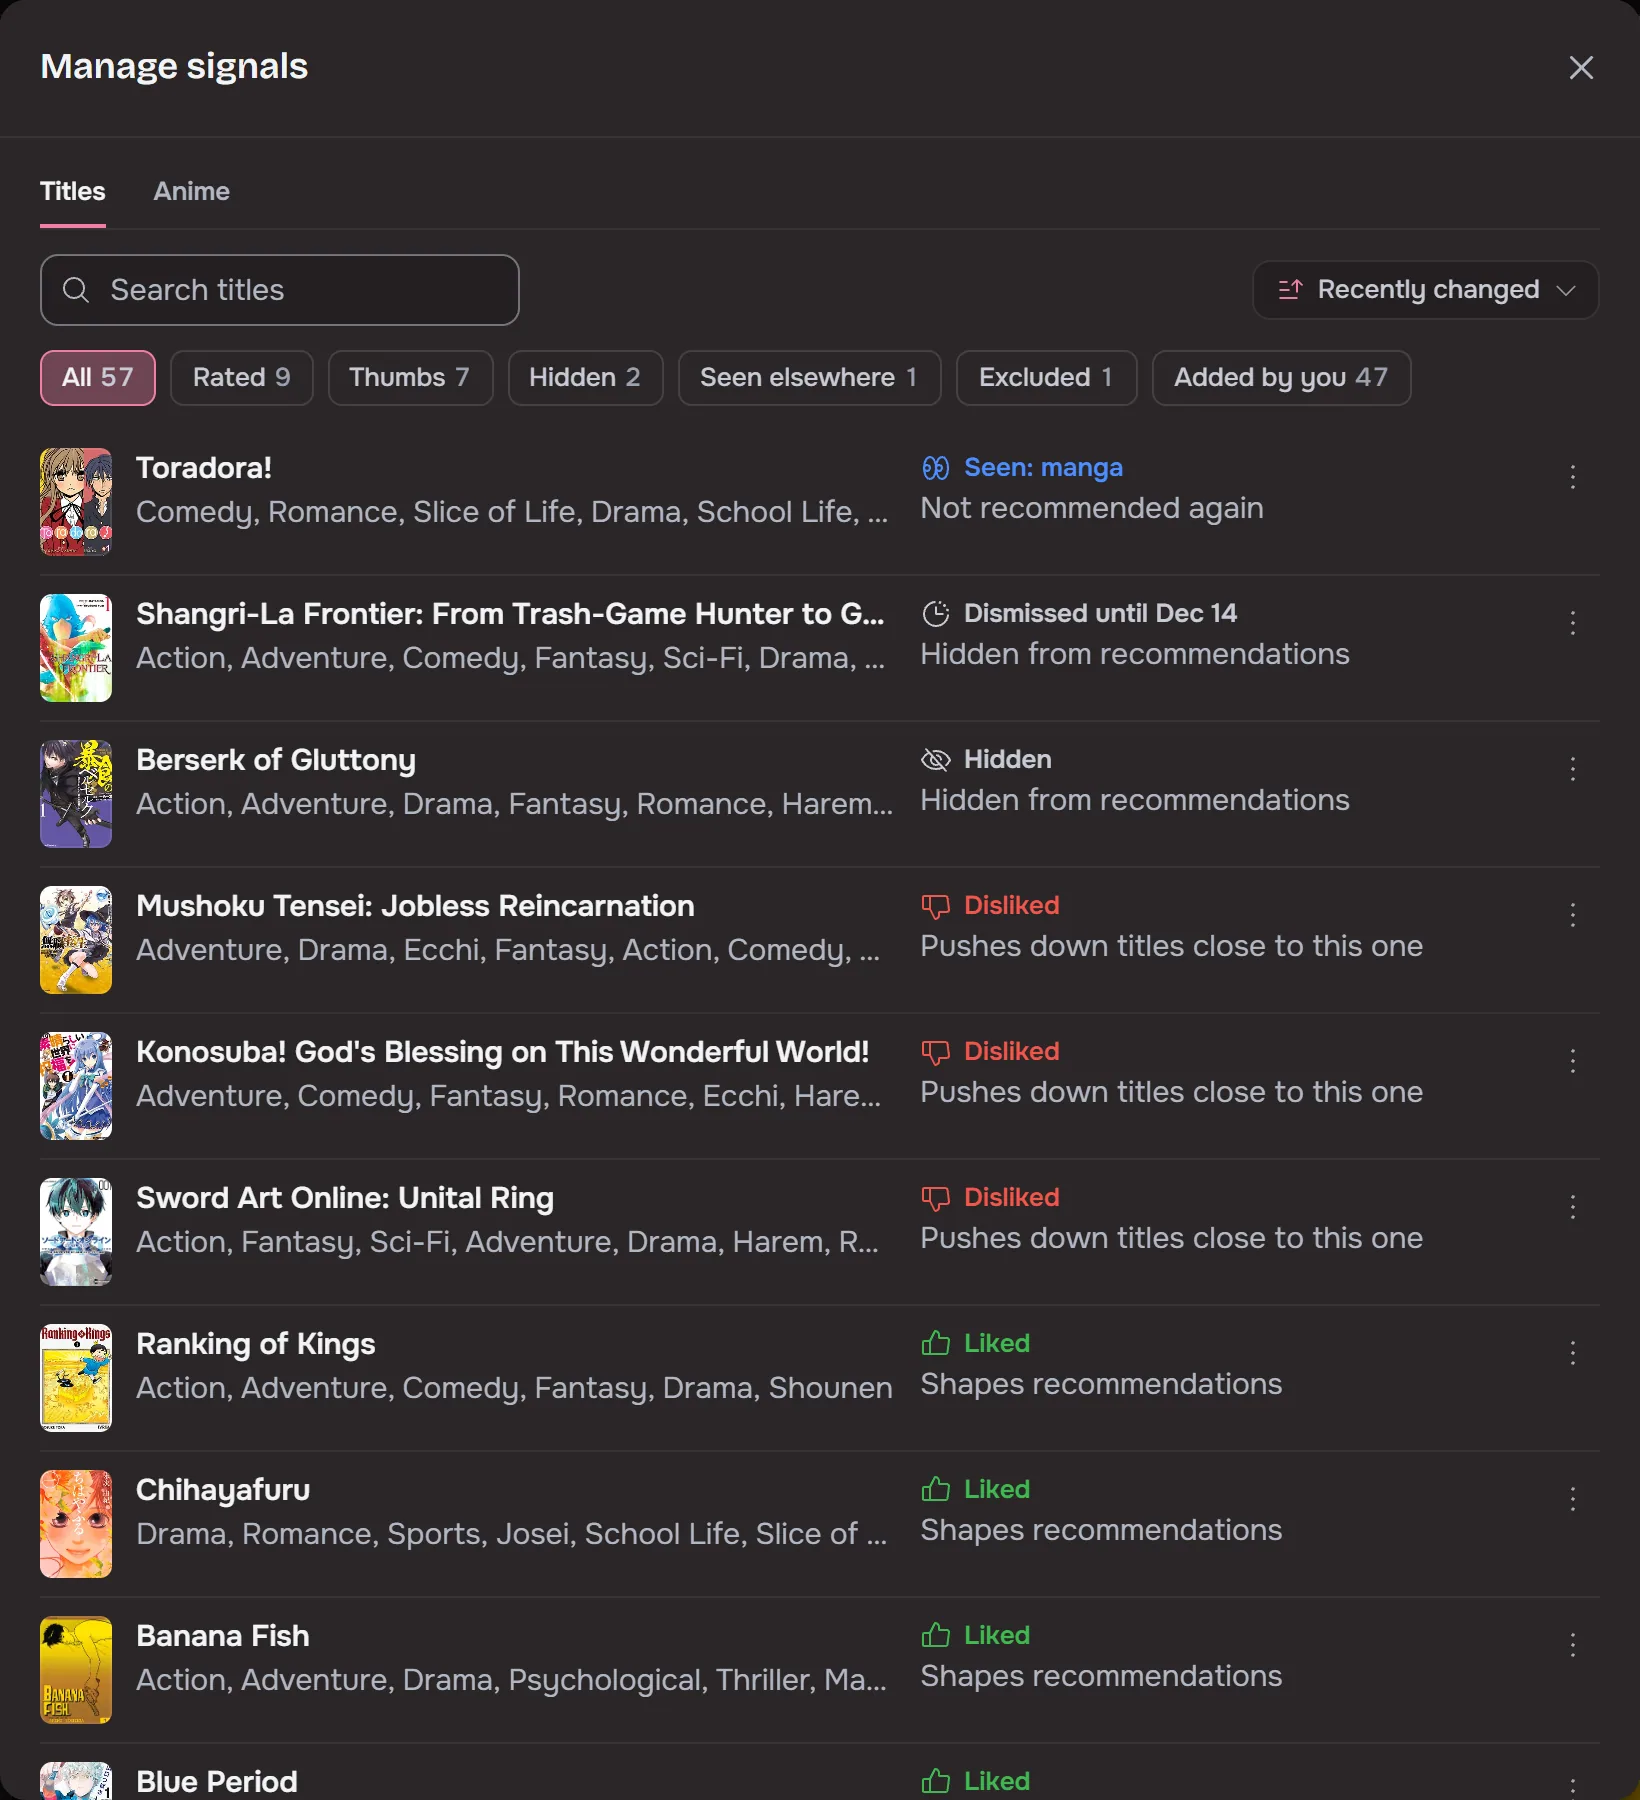 Manage signals
Titles
Anime
Search titles
Recently changed
All 57
Rated 9
Thumbs 7
Hidden 2
Seen elsewhere 1
Excluded 1
Added by you 47
Toradora!
Seen: manga
Comedy, Romance, Slice of Life, Drama, School Life, ...
Not recommended again
Shangri-La Frontier: From Trash-Game Hunter to G...
Dismissed until Dec 14
Action, Adventure, Comedy, Fantasy, Sci-Fi, Drama, ...
Hidden from recommendations
Berserk of Gluttony
Hidden
Action, Adventure, Drama, Fantasy, Romance, Harem...
Hidden from recommendations
Mushoku Tensei: Jobless Reincarnation
Disliked
Adventure, Drama, Ecchi, Fantasy, Action, Comedy, ...
Pushes down titles close to this one
Konosuba! God's Blessing on This Wonderful World!
Disliked
Adventure, Comedy, Fantasy, Romance, Ecchi, Hare...
Pushes down titles close to this one
Sword Art Online: Unital Ring
Disliked
Action, Fantasy, Sci-Fi, Adventure, Drama, Harem, R...
Pushes down titles close to this one
Ranking of Kings
Liked
Action, Adventure, Comedy, Fantasy, Drama, Shounen
Shapes recommendations
Chihayafuru
Liked
Drama, Romance, Sports, Josei, School Life, Slice of ...
Shapes recommendations
Banana Fish
Liked
Action, Adventure, Drama, Psychological, Thriller, Ma...
Shapes recommendations
BANANA
FISH
Blue Period
Liked